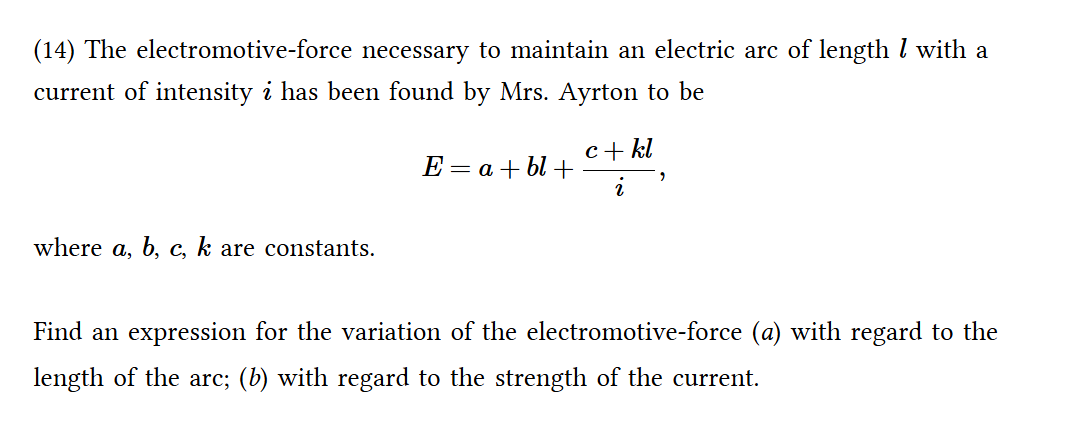 (14) The electromotive-force necessary to maintain an electric arc of length l with a
current of intensity i has been found by Mrs. Ayrton to be
E = a + bl + \frac{c + kl}{i},
where a, b, c, k are constants.
Find an expression for the variation of the electromotive-force (a) with regard to the
length of the arc; (b) with regard to the strength of the current.